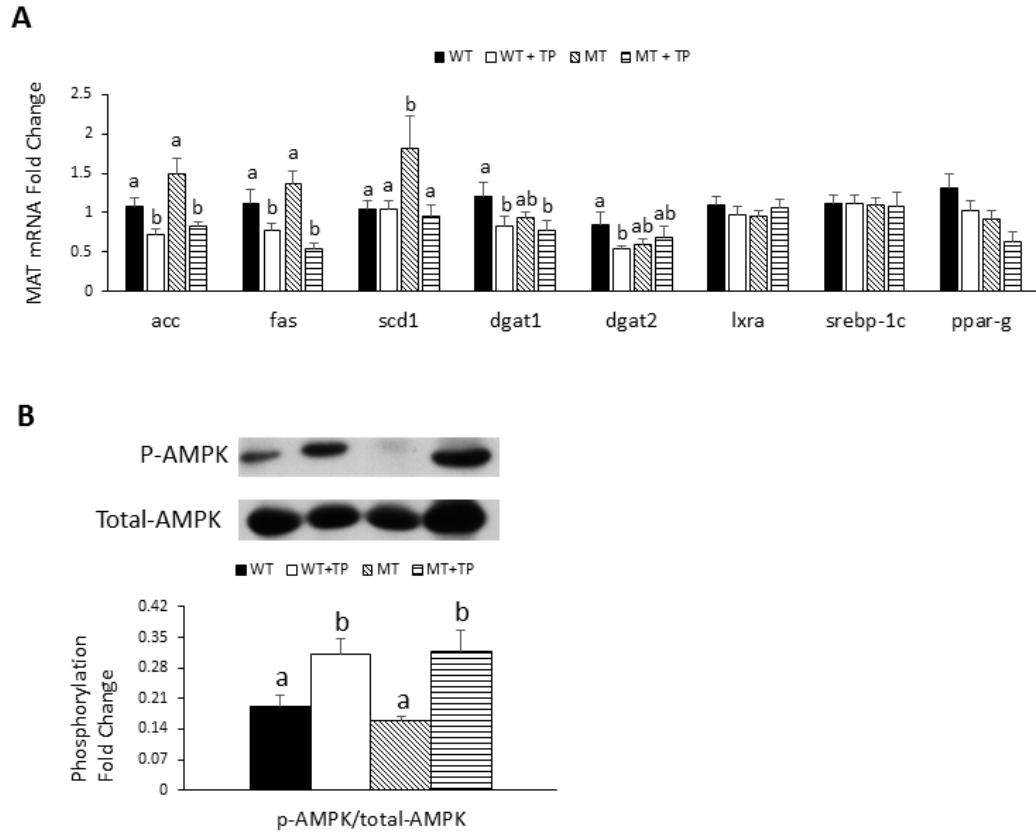 A
WT WT + TP MT MT + TP
MAT mRNA Fold Change
2.5
2
1.5
1
0.5
0
a b a b
a b a b
a a b a
a b ab b
a b ab ab
acc fas scd1 dgat1 dgat2 lxra srebp-1c ppar-g
B
P-AMPK
Total-AMPK
WT WT+TP MT MT+TP
Phosphorylation
Fold Change
0.42
0.35
0.28
0.21
0.14
0.07
0
a b a b
p-AMPK/total-AMPK